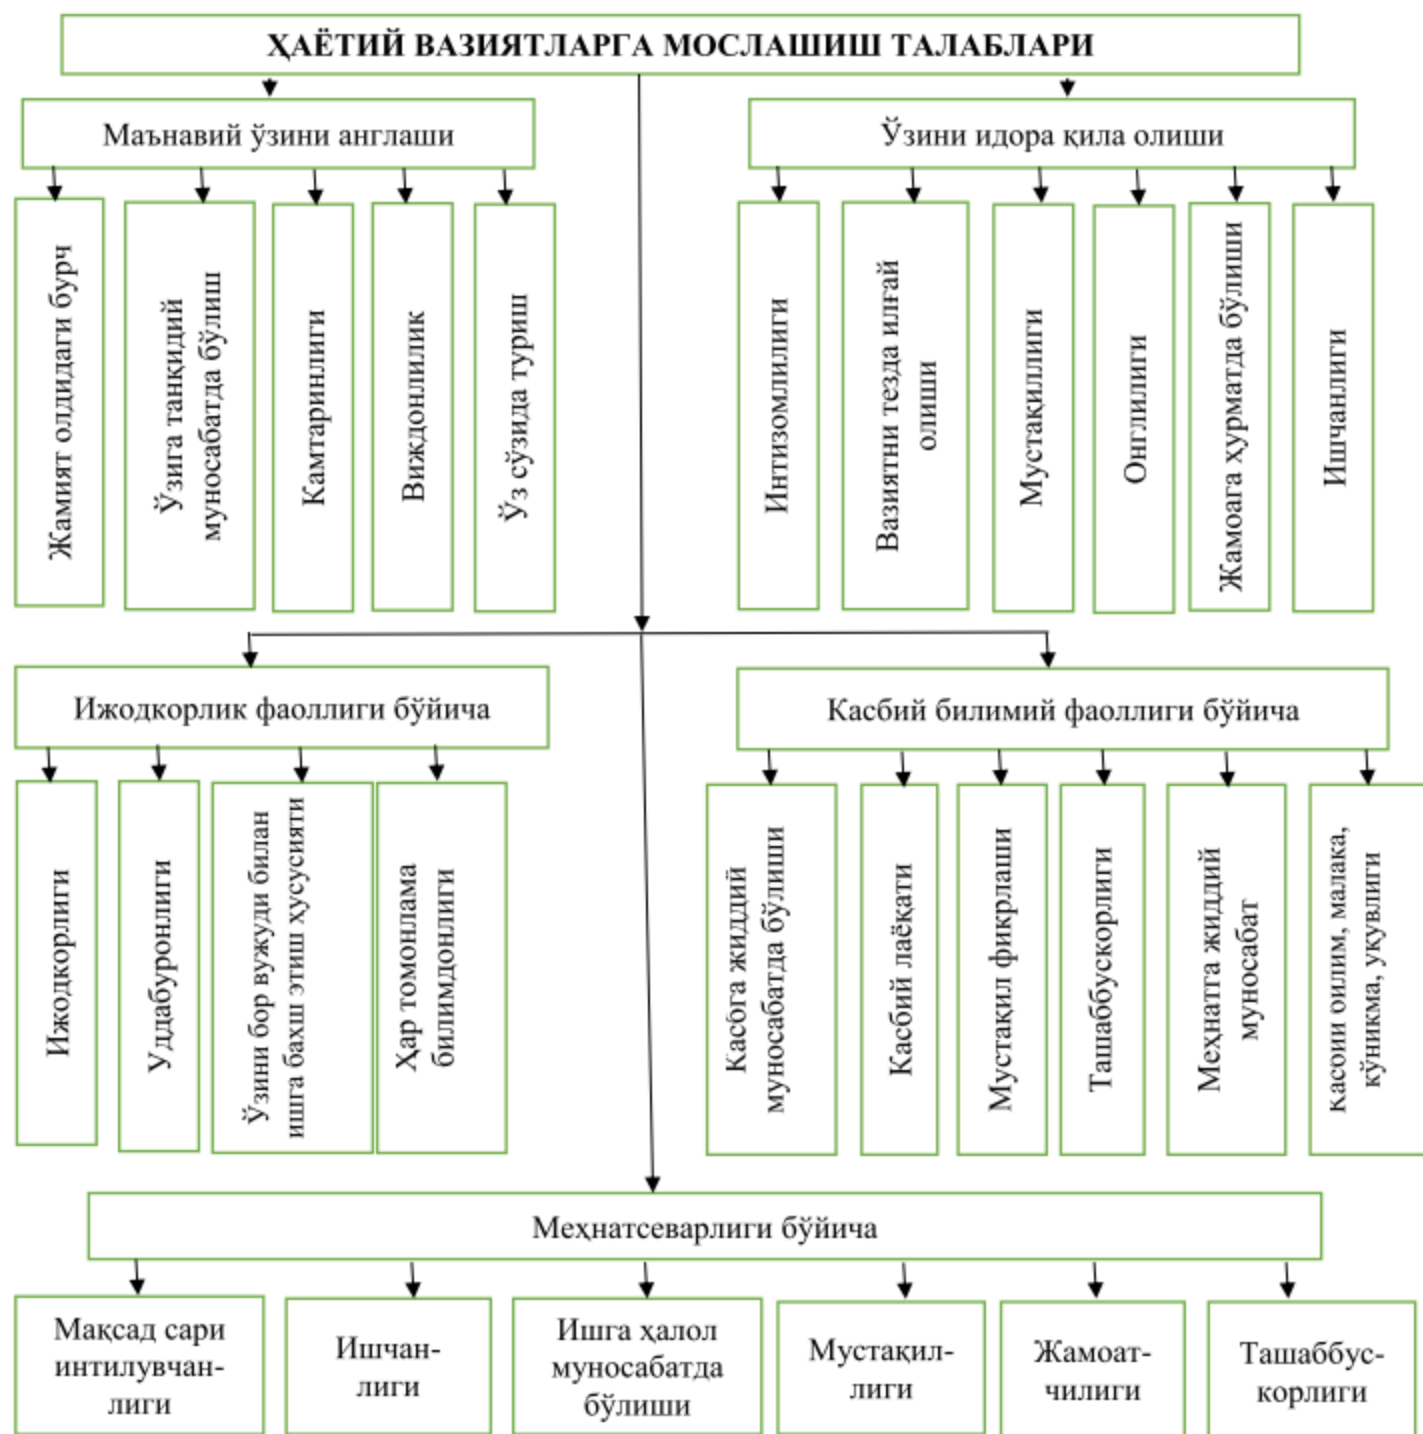 ҲАЁТИЙ ВАЗИЯТЛАРГА МОСЛАШИШ ТАЛАБЛАРИ
Маънавий ўзини англаши
Ўзини идора қила олиши
Жамият олдидаги бурч
Ўзига танқидий
муносабатда бўлиш
Камтаринлиги
Виждонлилик
Ўз сўзида туриш
Интизомлилиги
Вазиятни тезда илғай
олиши
Мустақиллиги
Онглилиги
Жамоага ҳурматда бўлиши
Ишчанлиги
Ижодкорлик фаоллиги бўйича
Касбий билимий фаоллиги бўйича
Ижодкорлиги
Уддабуронлиги
Ўзини бор вужуди билан
ишга бахш этиш хусусияти
Ҳар томонлама
билимдонлиги
Касбга жиддий
муносабатда бўлиши
Касбий лаёқати
Мустақил фикрлаши
Ташаббускорлиги
Меҳнатга жиддий
муносабат
Касбий билим, малака,
кўникма, уқувлиги
Меҳнатсеварлиги бўйича
Мақсад сари
интилувчан-
лиги
Ишчан-
лиги
Ишга ҳалол
муносабатда
бўлиши
Мустақил-
лиги
Жамоат-
чилиги
Ташаббус-
корлиги